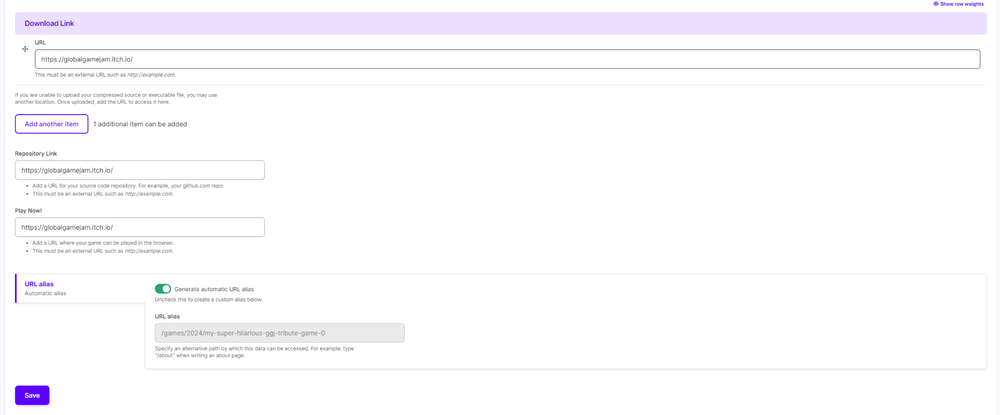 Show row weights
Download Link
URL
https://globalgamejam.itch.io/
This must be an external URL such as http://example.com.
If you are unable to upload your compressed source or executable file, you may use
another location. Once uploaded, add the URL to access it here.
Add another item 1 additional item can be added
Repository Link
https://globalgamejam.itch.io/
• Add a URL for your source code repository. For example, your github.com repo.
• This must be an external URL such as http://example.com.
Play Now!
https://globalgamejam.itch.io/
• Add a URL where your game can be played in the browser.
• This must be an external URL such as http://example.com.
URL alias
Automatic alias
Generate automatic URL alias
Uncheck this to create a custom alias below.
URL alias
/games/2024/my-super-hilarious-ggj-tribute-game-0
Specify an alternative path by which this data can be accessed. For example, type
"/about" when writing an about page.
Save